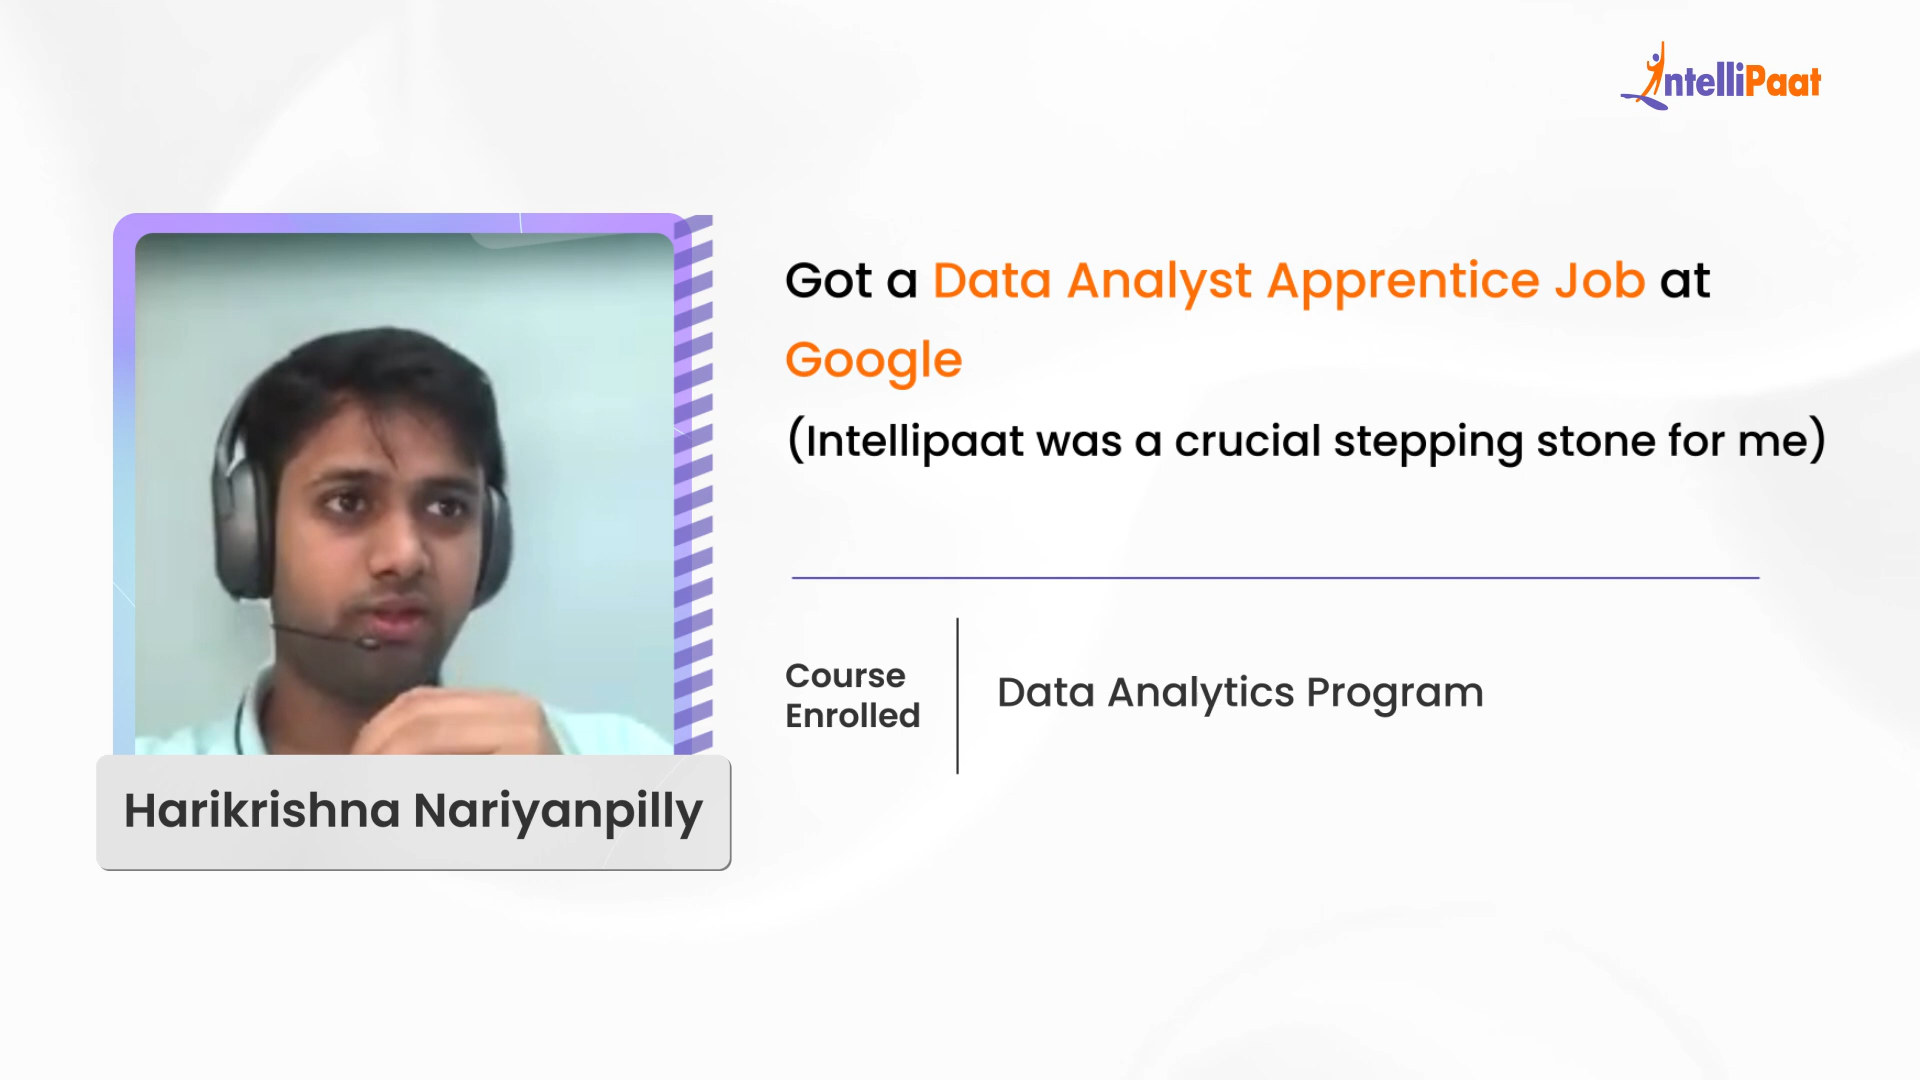 IntelliPaat
Got a Data Analyst Apprentice Job at
Google
(Intellipaat was a crucial stepping stone for me)
Course
Enrolled
Data Analytics Program
Harikrishna Nariyanpilly